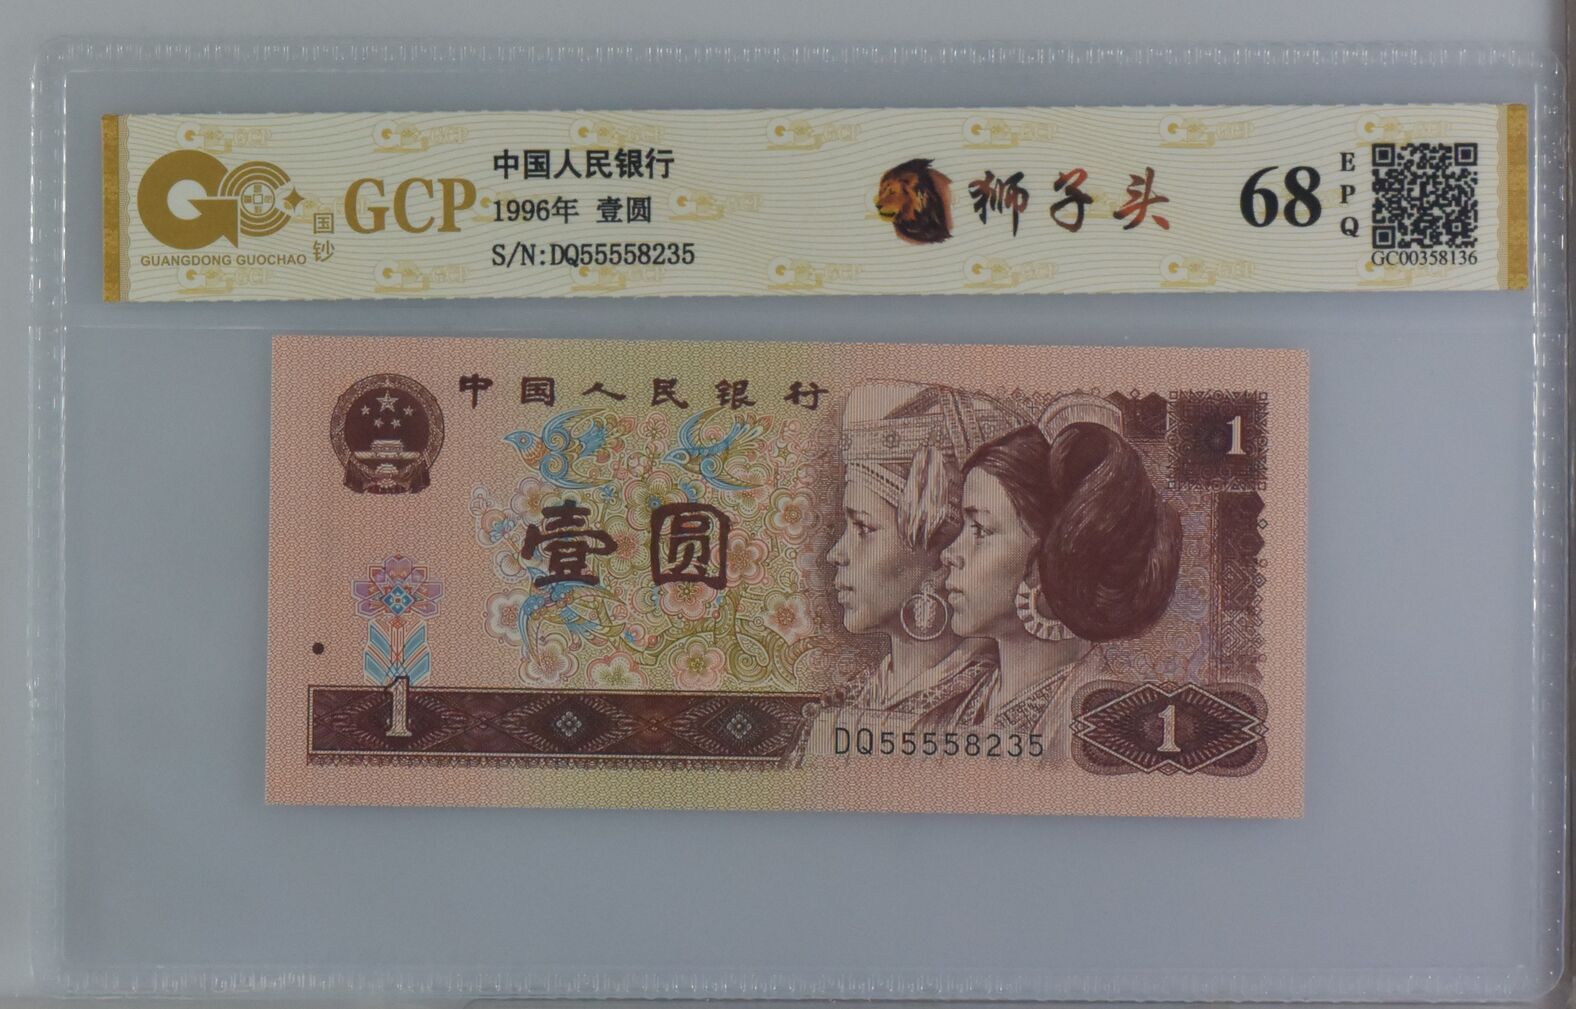 GCP
GUANGDONG GUOCHAO
国钞
中国人民银行
1996年 壹圆
S/N:DQ55558235
狮子头
68
EPQ
GC00358136
中国人民银行
1
壹圆
1
DQ55558235
1